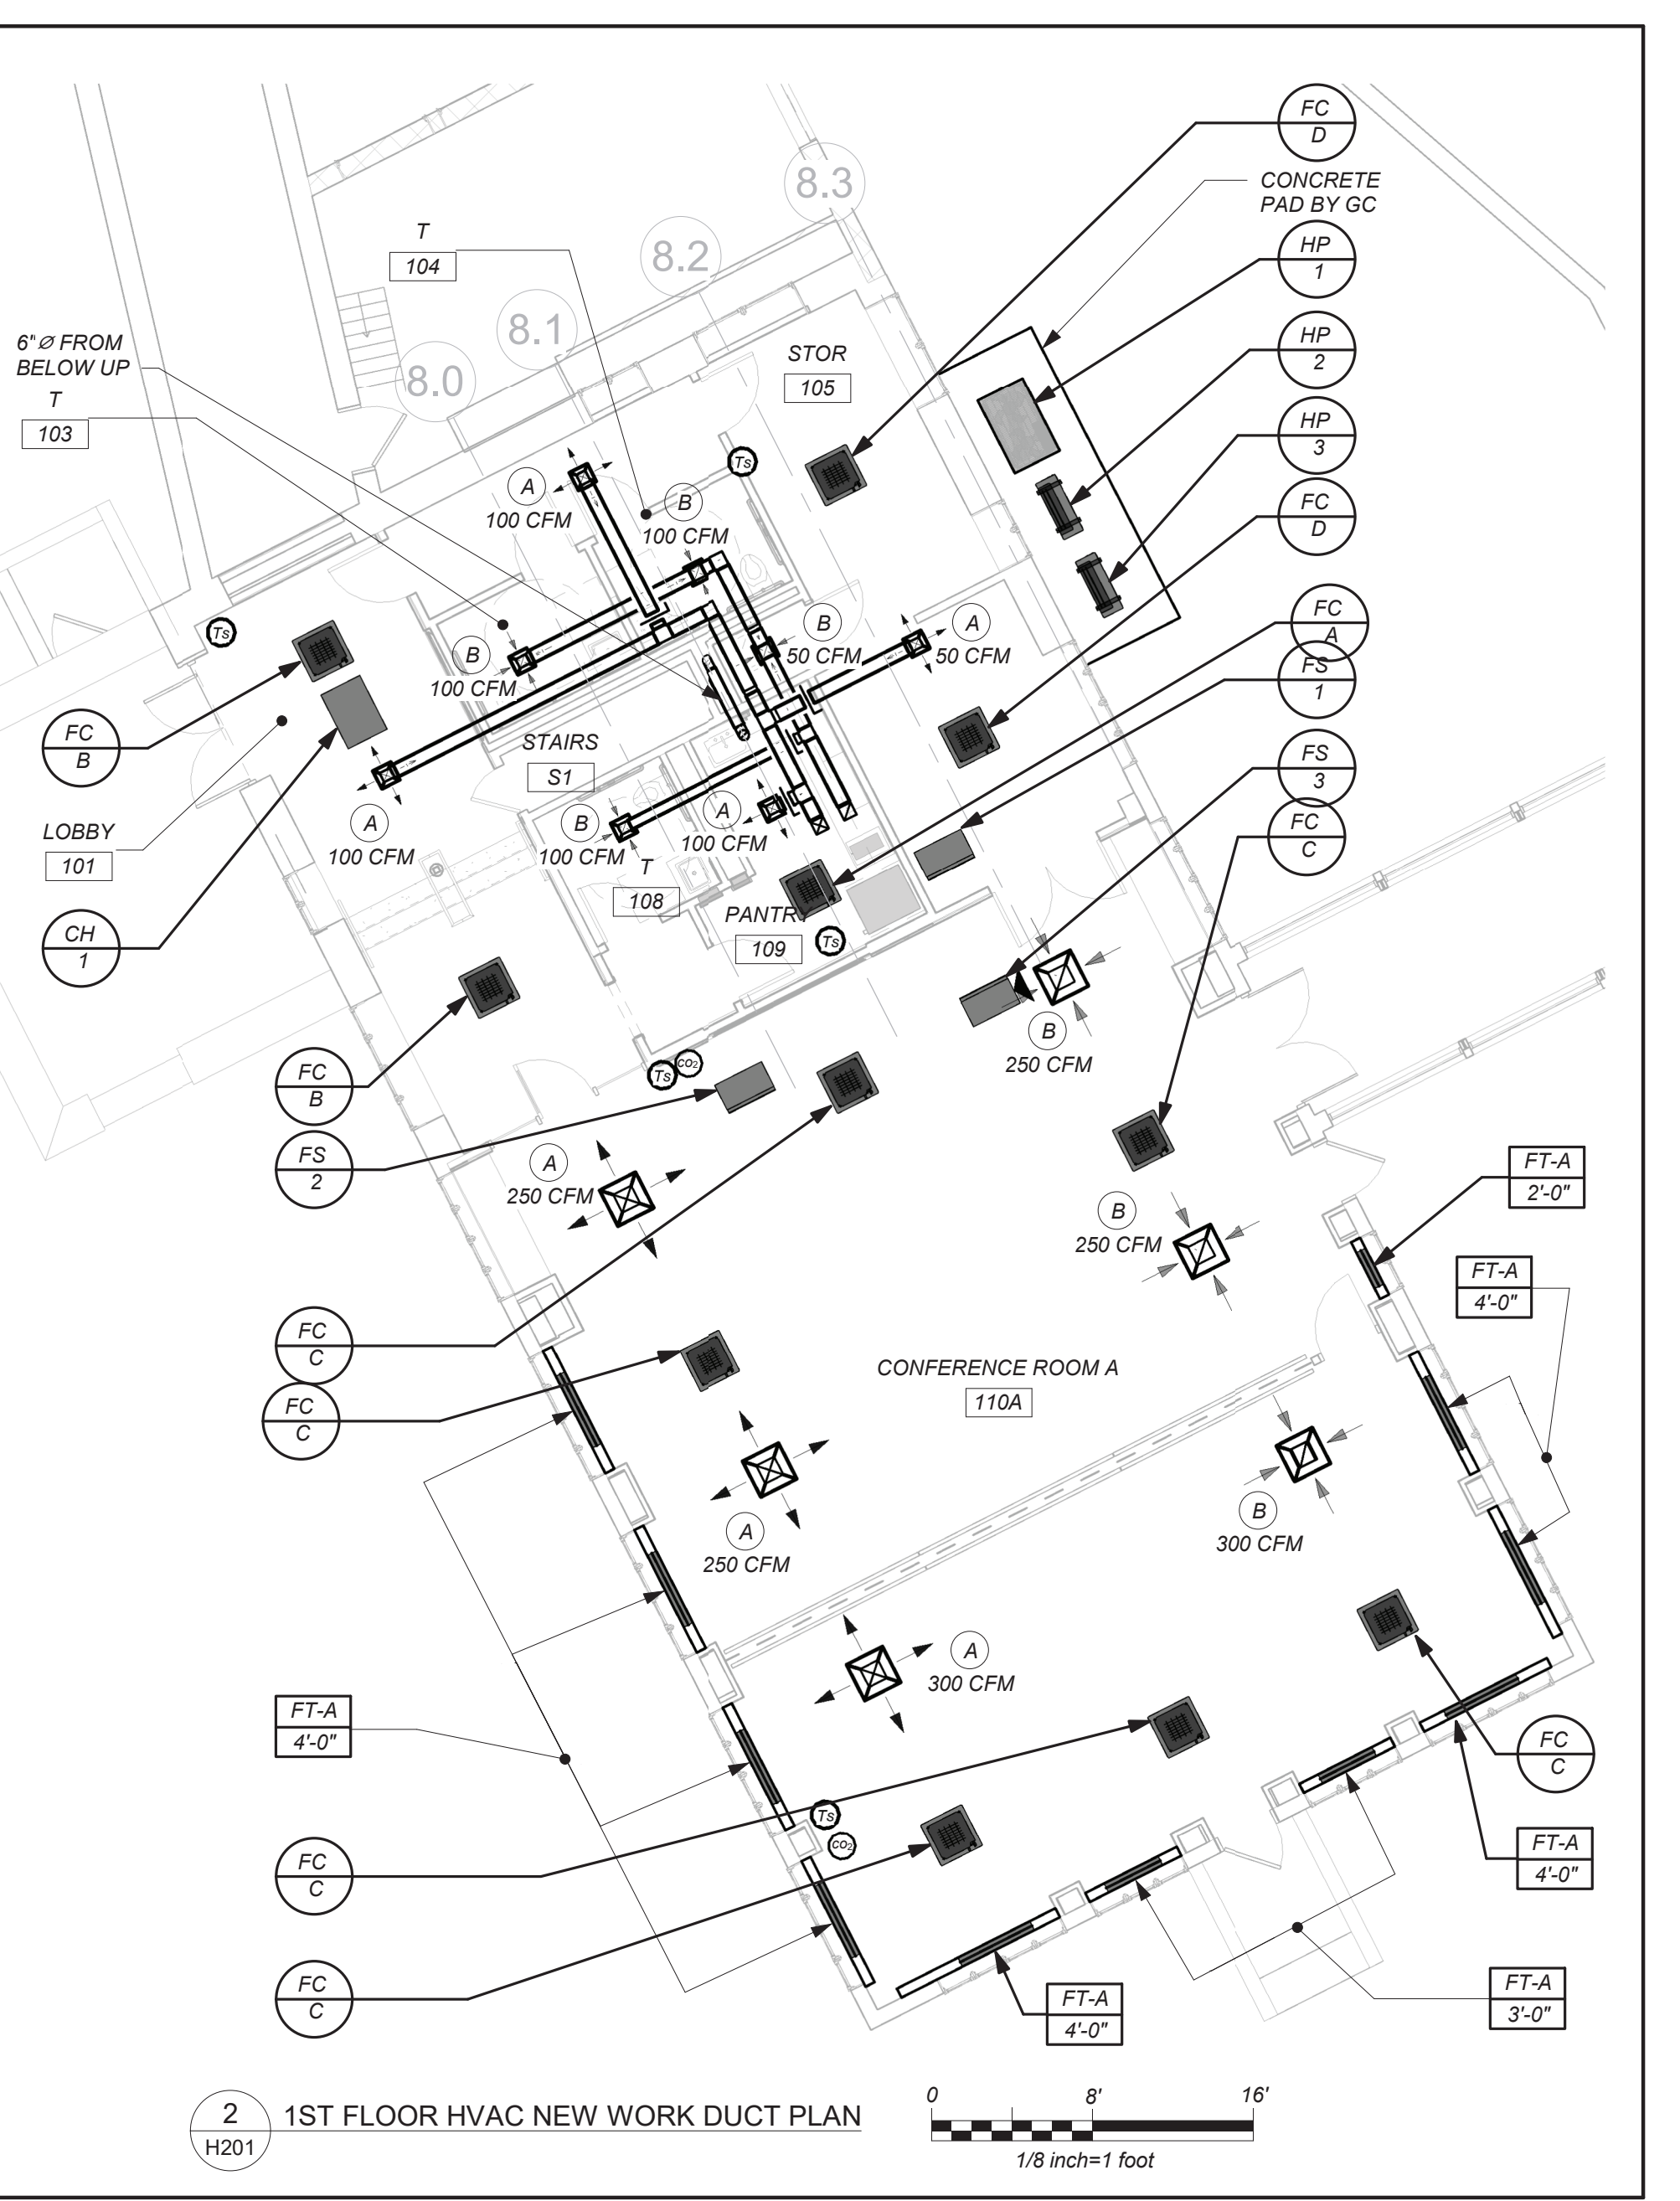 FC
D
CONCRETE
PAD BY GC
8.3
HP
1
T
104
8.2
8.1
HP
2
6"Ø FROM
BELOW UP
8.0
STOR
105
T
103
HP
3
Ts
A
100 CFM
B
100 CFM
FC
D
Ts
B
100 CFM
B
50 CFM
A
50 CFM
FC
A
FS
1
FC
B
STAIRS
S1
FS
3
LOBBY
101
A
100 CFM
B
100 CFM
A
100 CFM
FC
C
T
108
PANTRY
109
Ts
CH
1
B
250 CFM
FC
B
Ts
CO2
FS
2
A
250 CFM
FT-A
2'-0"
B
250 CFM
FT-A
4'-0"
FC
C
CONFERENCE ROOM A
110A
FC
C
A
250 CFM
B
300 CFM
A
300 CFM
FT-A
4'-0"
FC
C
Ts
CO2
FC
C
FT-A
4'-0"
FC
C
FT-A
4'-0"
FT-A
3'-0"
2
H201
1ST FLOOR HVAC NEW WORK DUCT PLAN
0 8' 16'
1/8 inch=1 foot